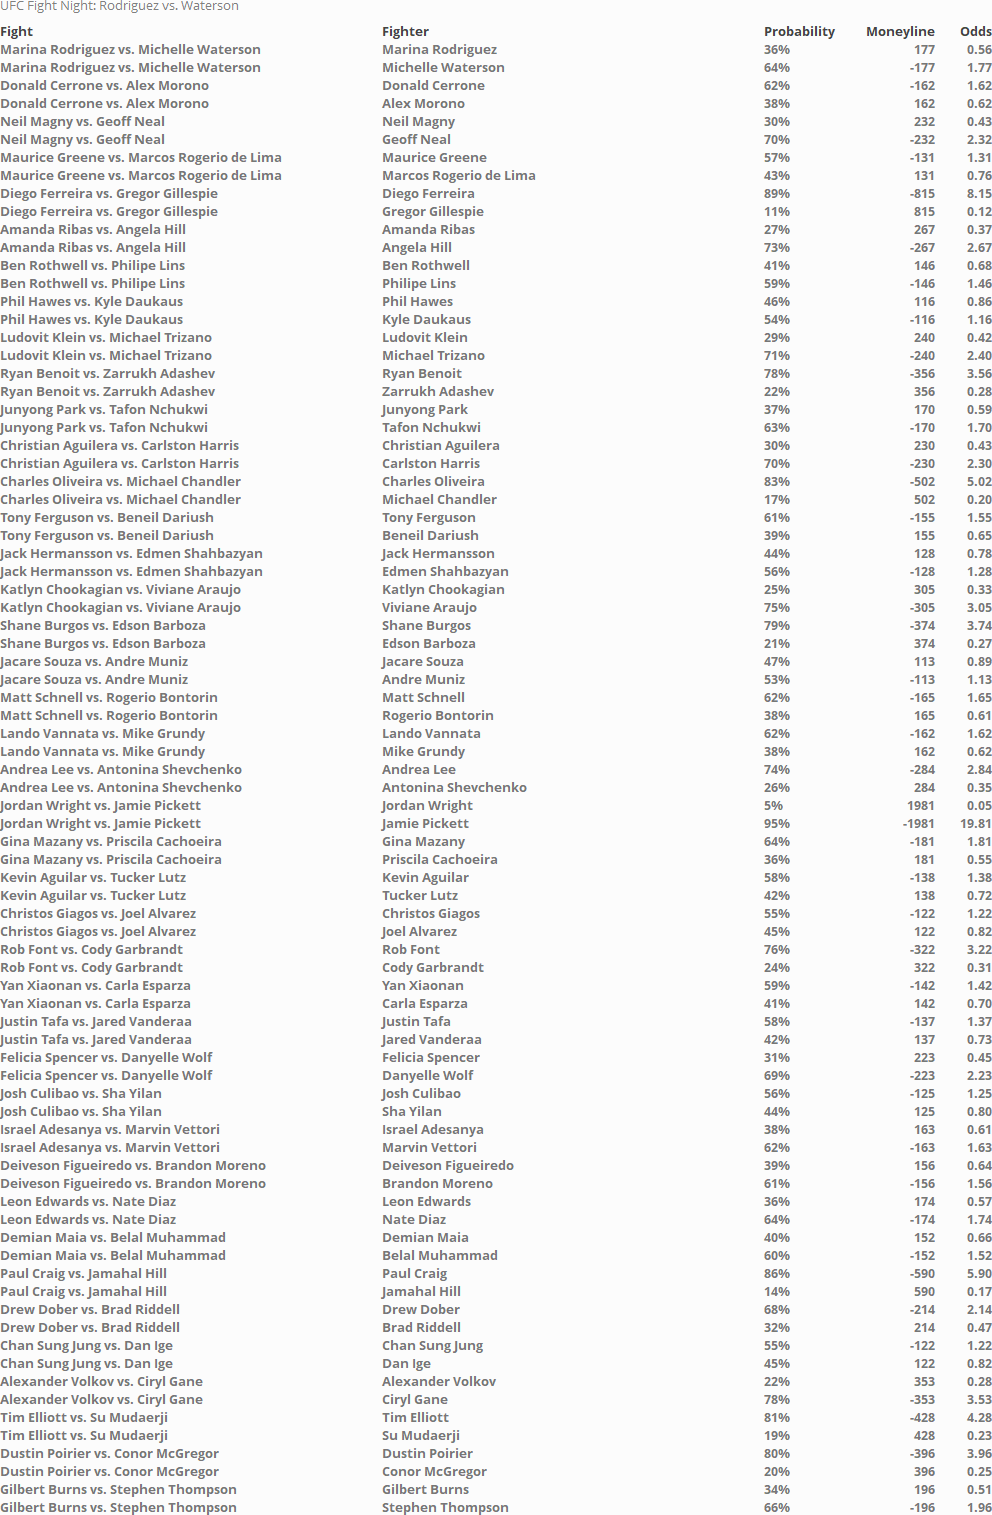 UFC Fight Night: Rodriguez vs. Waterson
Fight Fighter Probability Moneyline Odds
Marina Rodriguez vs. Michelle Waterson Marina Rodriguez 36% 177 0.56
Marina Rodriguez vs. Michelle Waterson Michelle Waterson 64% -177 1.77
Donald Cerrone vs. Alex Morono Donald Cerrone 62% -162 1.62
Donald Cerrone vs. Alex Morono Alex Morono 38% 162 0.62
Neil Magny vs. Geoff Neal Neil Magny 30% 232 0.43
Neil Magny vs. Geoff Neal Geoff Neal 70% -232 2.32
Maurice Greene vs. Marcos Rogerio de Lima Maurice Greene 57% -131 1.31
Maurice Greene vs. Marcos Rogerio de Lima Marcos Rogerio de Lima 43% 131 0.76
Diego Ferreira vs. Gregor Gillespie Diego Ferreira 89% -815 8.15
Diego Ferreira vs. Gregor Gillespie Gregor Gillespie 11% 815 0.12
Amanda Ribas vs. Angela Hill Amanda Ribas 27% 267 0.37
Amanda Ribas vs. Angela Hill Angela Hill 73% -267 2.67
Ben Rothwell vs. Philipe Lins Ben Rothwell 41% 146 0.68
Ben Rothwell vs. Philipe Lins Philipe Lins 59% -146 1.46
Phil Hawes vs. Kyle Daukaus Phil Hawes 46% 116 0.86
Phil Hawes vs. Kyle Daukaus Kyle Daukaus 54% -116 1.16
Ludovit Klein vs. Michael Trizano Ludovit Klein 29% 240 0.42
Ludovit Klein vs. Michael Trizano Michael Trizano 71% -240 2.40
Ryan Benoit vs. Zarrukh Adashev Ryan Benoit 78% -356 3.56
Ryan Benoit vs. Zarrukh Adashev Zarrukh Adashev 22% 356 0.28
Junyong Park vs. Tafon Nchukwi Junyong Park 37% 170 0.59
Junyong Park vs. Tafon Nchukwi Tafon Nchukwi 63% -170 1.70
Christian Aguilera vs. Carlston Harris Christian Aguilera 30% 230 0.43
Christian Aguilera vs. Carlston Harris Carlston Harris 70% -230 2.30
Charles Oliveira vs. Michael Chandler Charles Oliveira 83% -502 5.02
Charles Oliveira vs. Michael Chandler Michael Chandler 17% 502 0.20
Tony Ferguson vs. Beneil Dariush Tony Ferguson 61% -155 1.55
Tony Ferguson vs. Beneil Dariush Beneil Dariush 39% 155 0.65
Jack Hermansson vs. Edmen Shahbazyan Jack Hermansson 44% 128 0.78
Jack Hermansson vs. Edmen Shahbazyan Edmen Shahbazyan 56% -128 1.28
Katlyn Chookagian vs. Viviane Araujo Katlyn Chookagian 25% 305 0.33
Katlyn Chookagian vs. Viviane Araujo Viviane Araujo 75% -305 3.05
Shane Burgos vs. Edson Barboza Shane Burgos 79% -374 3.74
Shane Burgos vs. Edson Barboza Edson Barboza 21% 374 0.27
Jacare Souza vs. Andre Muniz Jacare Souza 47% 113 0.89
Jacare Souza vs. Andre Muniz Andre Muniz 53% -113 1.13
Matt Schnell vs. Rogerio Bontorin Matt Schnell 62% -165 1.65
Matt Schnell vs. Rogerio Bontorin Rogerio Bontorin 38% 165 0.61
Lando Vannata vs. Mike Grundy Lando Vannata 62% -162 1.62
Lando Vannata vs. Mike Grundy Mike Grundy 38% 162 0.62
Andrea Lee vs. Antonina Shevchenko Andrea Lee 74% -284 2.84
Andrea Lee vs. Antonina Shevchenko Antonina Shevchenko 26% 284 0.35
Jordan Wright vs. Jamie Pickett Jordan Wright 5% 1981 0.05
Jordan Wright vs. Jamie Pickett Jamie Pickett 95% -1981 19.81
Gina Mazany vs. Priscila Cachoeira Gina Mazany 64% -181 1.81
Gina Mazany vs. Priscila Cachoeira Priscila Cachoeira 36% 181 0.55
Kevin Aguilar vs. Tucker Lutz Kevin Aguilar 58% -138 1.38
Kevin Aguilar vs. Tucker Lutz Tucker Lutz 42% 138 0.72
Christos Giagos vs. Joel Alvarez Christos Giagos 55% -122 1.22
Christos Giagos vs. Joel Alvarez Joel Alvarez 45% 122 0.82
Rob Font vs. Cody Garbrandt Rob Font 76% -322 3.22
Rob Font vs. Cody Garbrandt Cody Garbrandt 24% 322 0.31
Yan Xiaonan vs. Carla Esparza Yan Xiaonan 59% -142 1.42
Yan Xiaonan vs. Carla Esparza Carla Esparza 41% 142 0.70
Justin Tafa vs. Jared Vanderaa Justin Tafa 58% -137 1.37
Justin Tafa vs. Jared Vanderaa Jared Vanderaa 42% 137 0.73
Felicia Spencer vs. Danyelle Wolf Felicia Spencer 31% 223 0.45
Felicia Spencer vs. Danyelle Wolf Danyelle Wolf 69% -223 2.23
Josh Culibao vs. Sha Yilan Josh Culibao 56% -125 1.25
Josh Culibao vs. Sha Yilan Sha Yilan 44% 125 0.80
Israel Adesanya vs. Marvin Vettori Israel Adesanya 38% 163 0.61
Israel Adesanya vs. Marvin Vettori Marvin Vettori 62% -163 1.63
Deiveson Figueiredo vs. Brandon Moreno Deiveson Figueiredo 39% 156 0.64
Deiveson Figueiredo vs. Brandon Moreno Brandon Moreno 61% -156 1.56
Leon Edwards vs. Nate Diaz Leon Edwards 36% 174 0.57
Leon Edwards vs. Nate Diaz Nate Diaz 64% -174 1.74
Demian Maia vs. Belal Muhammad Demian Maia 40% 152 0.66
Demian Maia vs. Belal Muhammad Belal Muhammad 60% -152 1.52
Paul Craig vs. Jamahal Hill Paul Craig 86% -590 5.90
Paul Craig vs. Jamahal Hill Jamahal Hill 14% 590 0.17
Drew Dober vs. Brad Riddell Drew Dober 68% -214 2.14
Drew Dober vs. Brad Riddell Brad Riddell 32% 214 0.47
Chan Sung Jung vs. Dan Ige Chan Sung Jung 55% -122 1.22
Chan Sung Jung vs. Dan Ige Dan Ige 45% 122 0.82
Alexander Volkov vs. Ciryl Gane Alexander Volkov 22% 353 0.28
Alexander Volkov vs. Ciryl Gane Ciryl Gane 78% -353 3.53
Tim Elliott vs. Su Mudaerji Tim Elliott 81% -428 4.28
Tim Elliott vs. Su Mudaerji Su Mudaerji 19% 428 0.23
Dustin Poirier vs. Conor McGregor Dustin Poirier 80% -396 3.96
Dustin Poirier vs. Conor McGregor Conor McGregor 20% 396 0.25
Gilbert Burns vs. Stephen Thompson Gilbert Burns 34% 196 0.51
Gilbert Burns vs. Stephen Thompson Stephen Thompson 66% -196 1.96